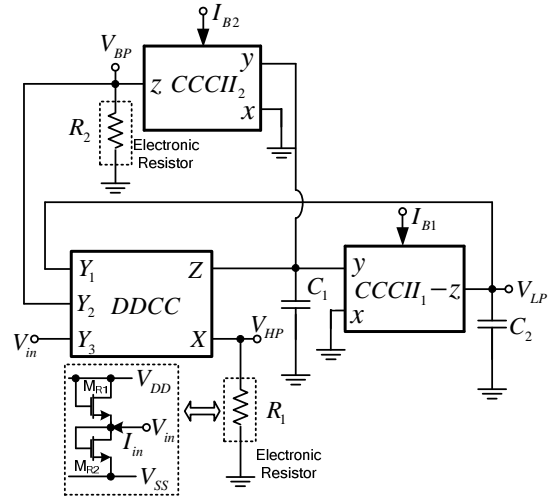 I_B2
V_BP
y
z CCCII_2
x
R_2
Electronic
Resistor
I_B1
Y_1
Z
Y_2
DDCC
Y_3
X
V_in
C_1
y
CCCII_1 -z
x
V_LP
C_2
V_HP
M_R1
V_DD
I_in
V_in
M_R2
V_SS
R_1
Electronic
Resistor